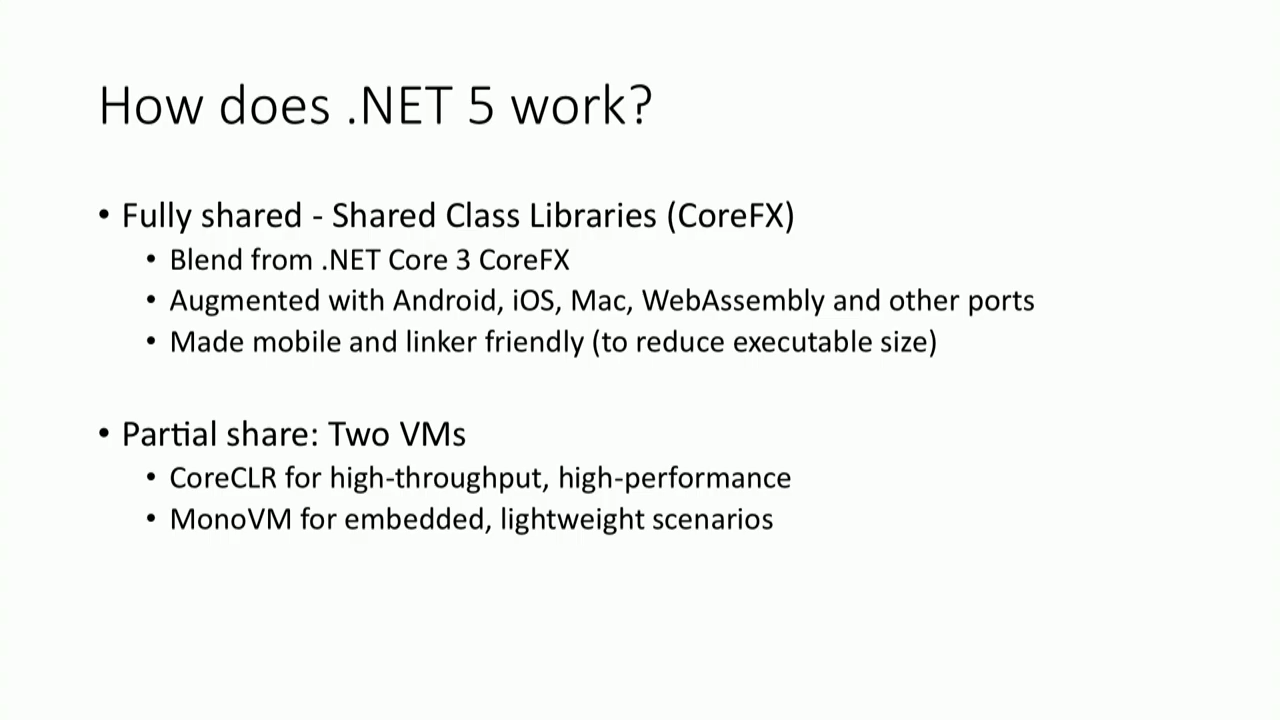 How does .NET 5 work?
• Fully shared - Shared Class Libraries (CoreFX)
• Blend from .NET Core 3 CoreFX
• Augmented with Android, iOS, Mac, WebAssembly and other ports
• Made mobile and linker friendly (to reduce executable size)
• Partial share: Two VMs
• CoreCLR for high-throughput, high-performance
• MonoVM for embedded, lightweight scenarios